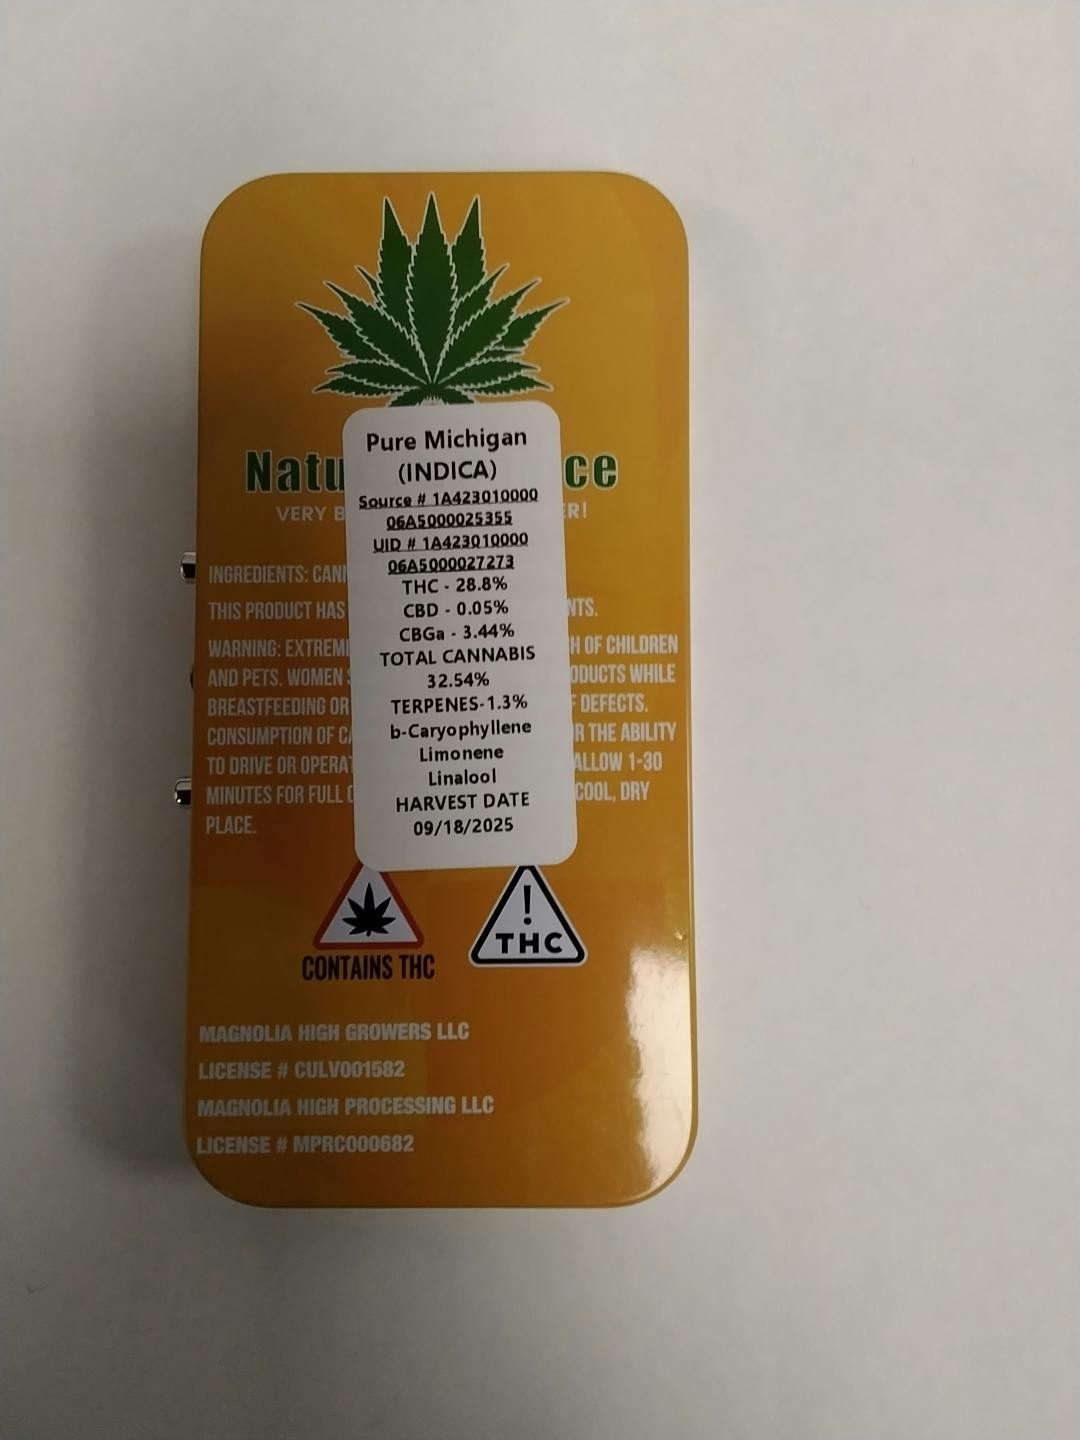 Pure Michigan
(INDICA)
Source # 1A423010000
06A5000025355
UID # 1A423010000
06A5000027273
THC - 28.8%
CBD - 0.05%
CBGa - 3.44%
TOTAL CANNABIS
32.54%
TERPENES-1.3%
b-Caryophyllene
Limonene
Linalool
HARVEST DATE
09/18/2025
VERY
INGREDIENTS:
THIS PRODUCT HAS
WARNING: OF CHILDREN
AND PETS. WOMEN WHILE
BREASTFEEDING OR DEFECTS.
CONSUMPTION OF THE ABILITY
TO DRIVE OR ALLOW 1-30
MINUTES FOR FULL COOL, DRY
PLACE.
CONTAINS THC
! THC
MAGNOLIA HIGH GROWERS LLC
LICENSE # CULV001582
MAGNOLIA HIGH PROCESSING LLC
LICENSE # MPRC000682